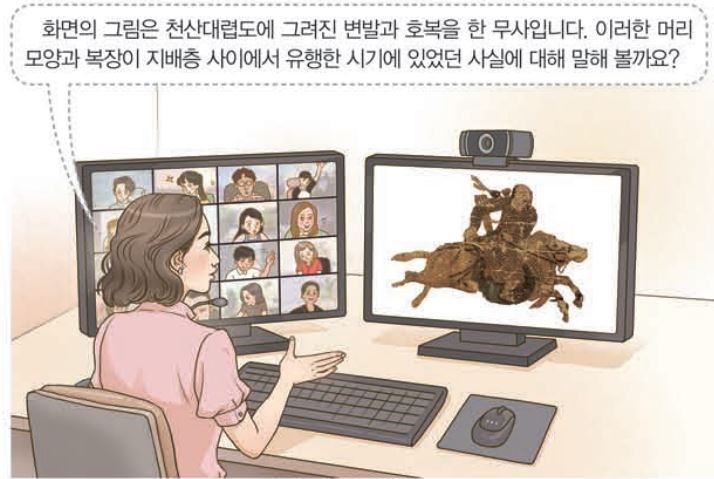 화면의 그림은 천산대렵도에 그려진 변발과 호복을 한 무사입니다. 이러한 머리
모양과 복장이 지배층 사이에서 유행한 시기에 있었던 사실에 대해 말해 볼까요?